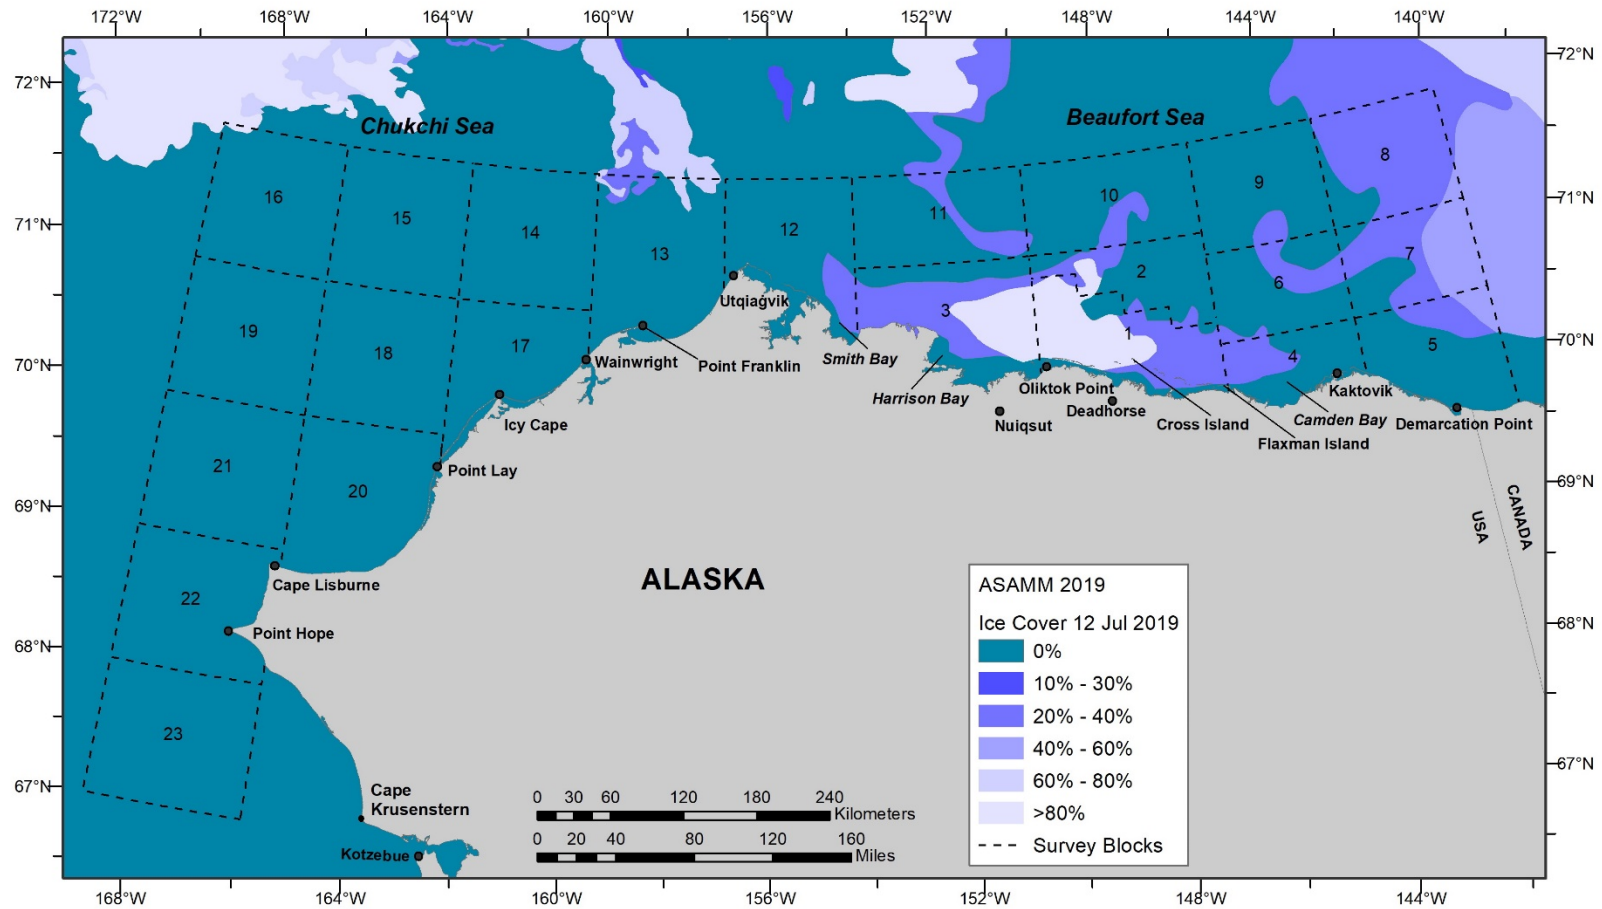 172°W 168°W 164°W 160°W 156°W 152°W 148°W 144°W 140°W
72°N 72°N
Chukchi Sea Beaufort Sea
8
16 15 14 13 12 11 10 9
71°N 71°N
7
2 6
Utqiaġvik
3 1 4 5
19 18 17
70°N 70°N
Wainwright Point Franklin Smith Bay
Harrison Bay Oliktok Point Kaktovik
Icy Cape Nuiqsut Deadhorse Cross Island Camden Bay Demarcation Point
Flaxman Island
21 20 Point Lay
69°N 69°N
USA CANADA
Cape Lisburne
ALASKA
22 Point Hope
68°N 68°N
23
67°N 67°N
Cape
Krusenstern
Kotzebue
0 30 60 120 180 240
Kilometers
0 20 40 80 120 160
Miles
ASAMM 2019
Ice Cover 12 Jul 2019
0%
10% - 30%
20% - 40%
40% - 60%
60% - 80%
>80%
Survey Blocks
168°W 164°W 160°W 156°W 152°W 148°W 144°W